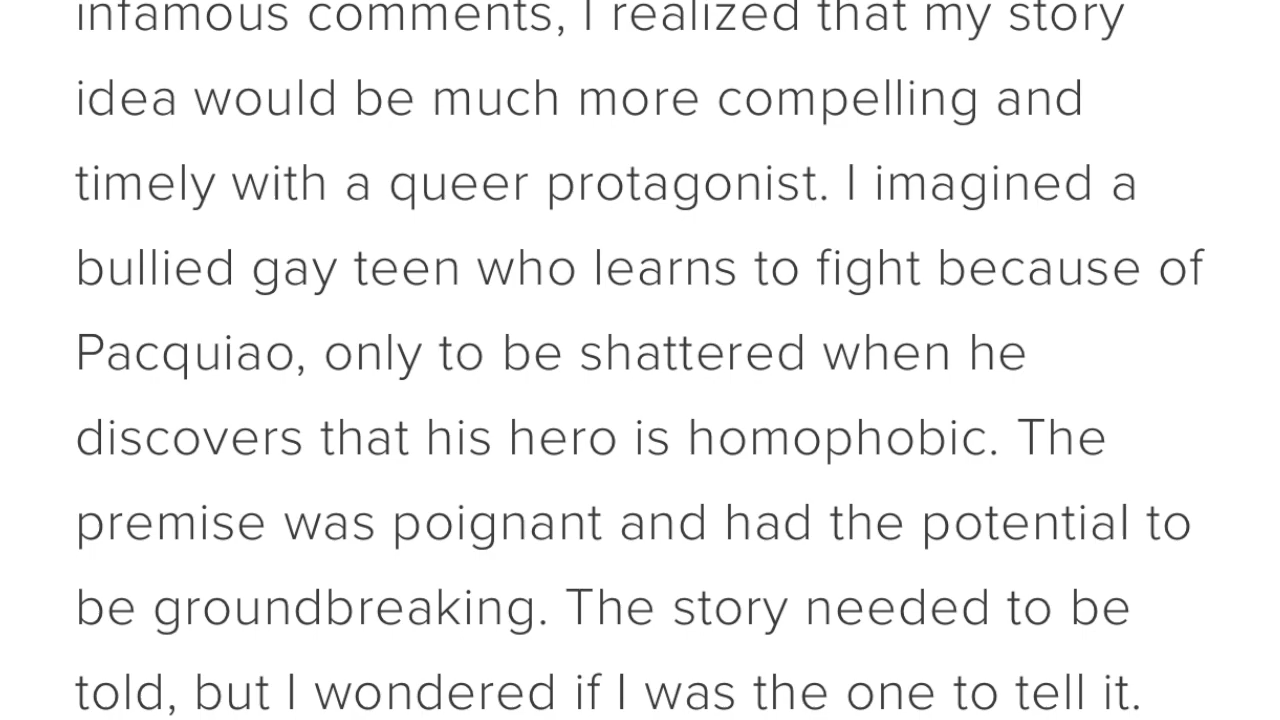 infamous comments, I realized that my story
idea would be much more compelling and
timely with a queer protagonist. I imagined a
bullied gay teen who learns to fight because of
Pacquiao, only to be shattered when he
discovers that his hero is homophobic. The
premise was poignant and had the potential to
be groundbreaking. The story needed to be
told, but I wondered if I was the one to tell it.